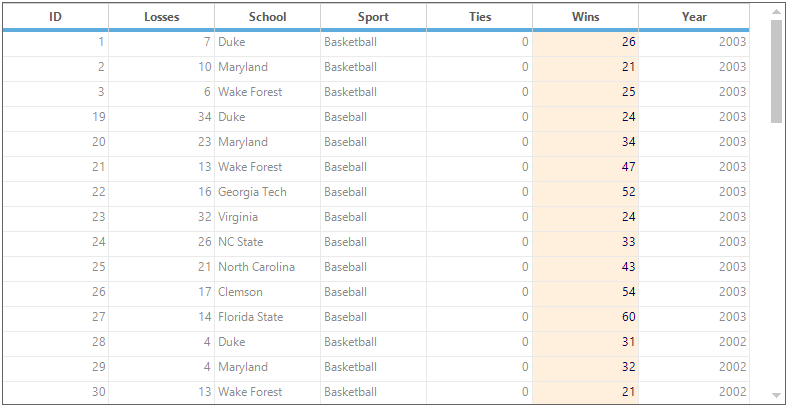 ID Losses School Sport Ties Wins Year
1 7 Duke Basketball 0 26 2003
2 10 Maryland Basketball 0 21 2003
3 6 Wake Forest Basketball 0 25 2003
19 34 Duke Baseball 0 24 2003
20 23 Maryland Baseball 0 34 2003
21 13 Wake Forest Baseball 0 47 2003
22 16 Georgia Tech Baseball 0 52 2003
23 32 Virginia Baseball 0 24 2003
24 26 NC State Baseball 0 33 2003
25 21 North Carolina Baseball 0 43 2003
26 17 Clemson Baseball 0 54 2003
27 14 Florida State Baseball 0 60 2003
28 4 Duke Basketball 0 31 2002
29 4 Maryland Basketball 0 32 2002
30 13 Wake Forest Basketball 0 21 2002